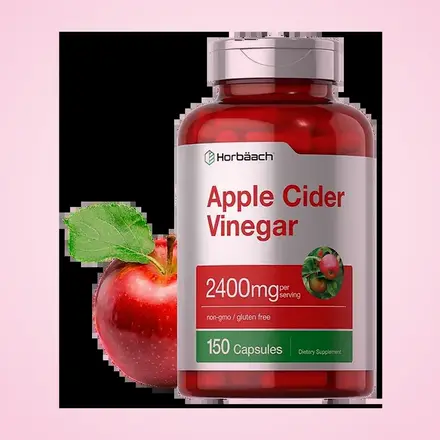 Horbäach
Apple Cider
Vinegar
2400mg per serving
non-gmo / gluten free
150 Capsules
Dietary Supplement